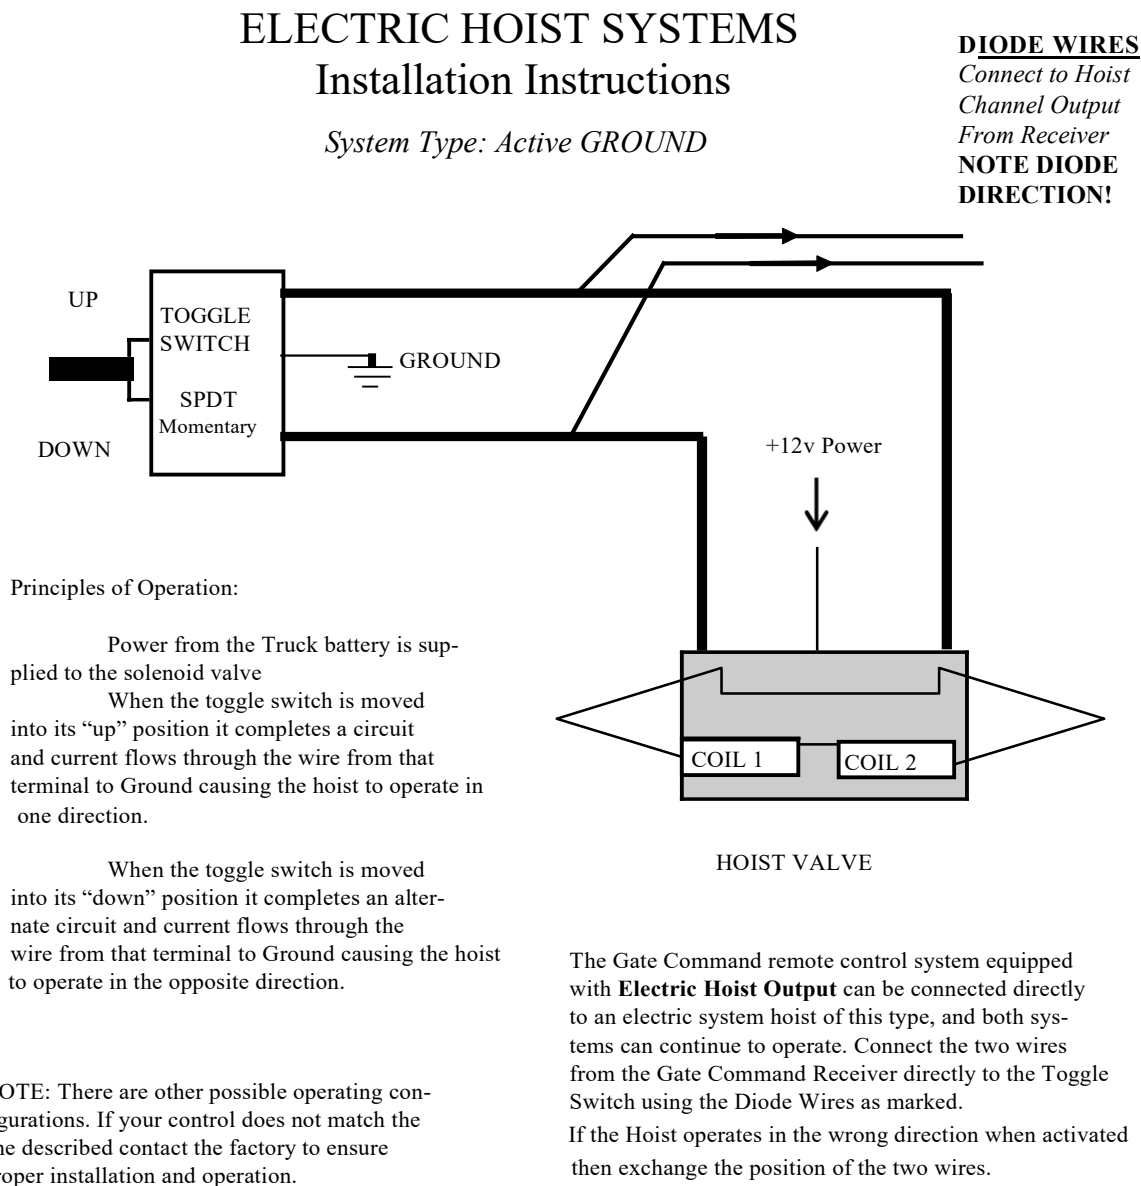 ELECTRIC HOIST SYSTEMS
Installation Instructions
System Type: Active GROUND
DIODE WIRES
Connect to Hoist
Channel Output
From Receiver
NOTE DIODE
DIRECTION!
UP
TOGGLE
SWITCH
GROUND
SPDT
Momentary
DOWN
+12v Power
Principles of Operation:
Power from the Truck battery is sup-
plied to the solenoid valve
When the toggle switch is moved
into its “up” position it completes a circuit
and current flows through the wire from that
terminal to Ground causing the hoist to operate in
one direction.
When the toggle switch is moved
into its “down” position it completes an alter-
nate circuit and current flows through the
wire from that terminal to Ground causing the hoist
to operate in the opposite direction.
COIL 1
COIL 2
HOIST VALVE
The Gate Command remote control system equipped
with Electric Hoist Output can be connected directly
to an electric system hoist of this type, and both sys-
tems can continue to operate. Connect the two wires
from the Gate Command Receiver directly to the Toggle
Switch using the Diode Wires as marked.
If the Hoist operates in the wrong direction when activated
then exchange the position of the two wires.
OTE: There are other possible operating con-
gurations. If your control does not match the
ne described contact the factory to ensure
roper installation and operation.